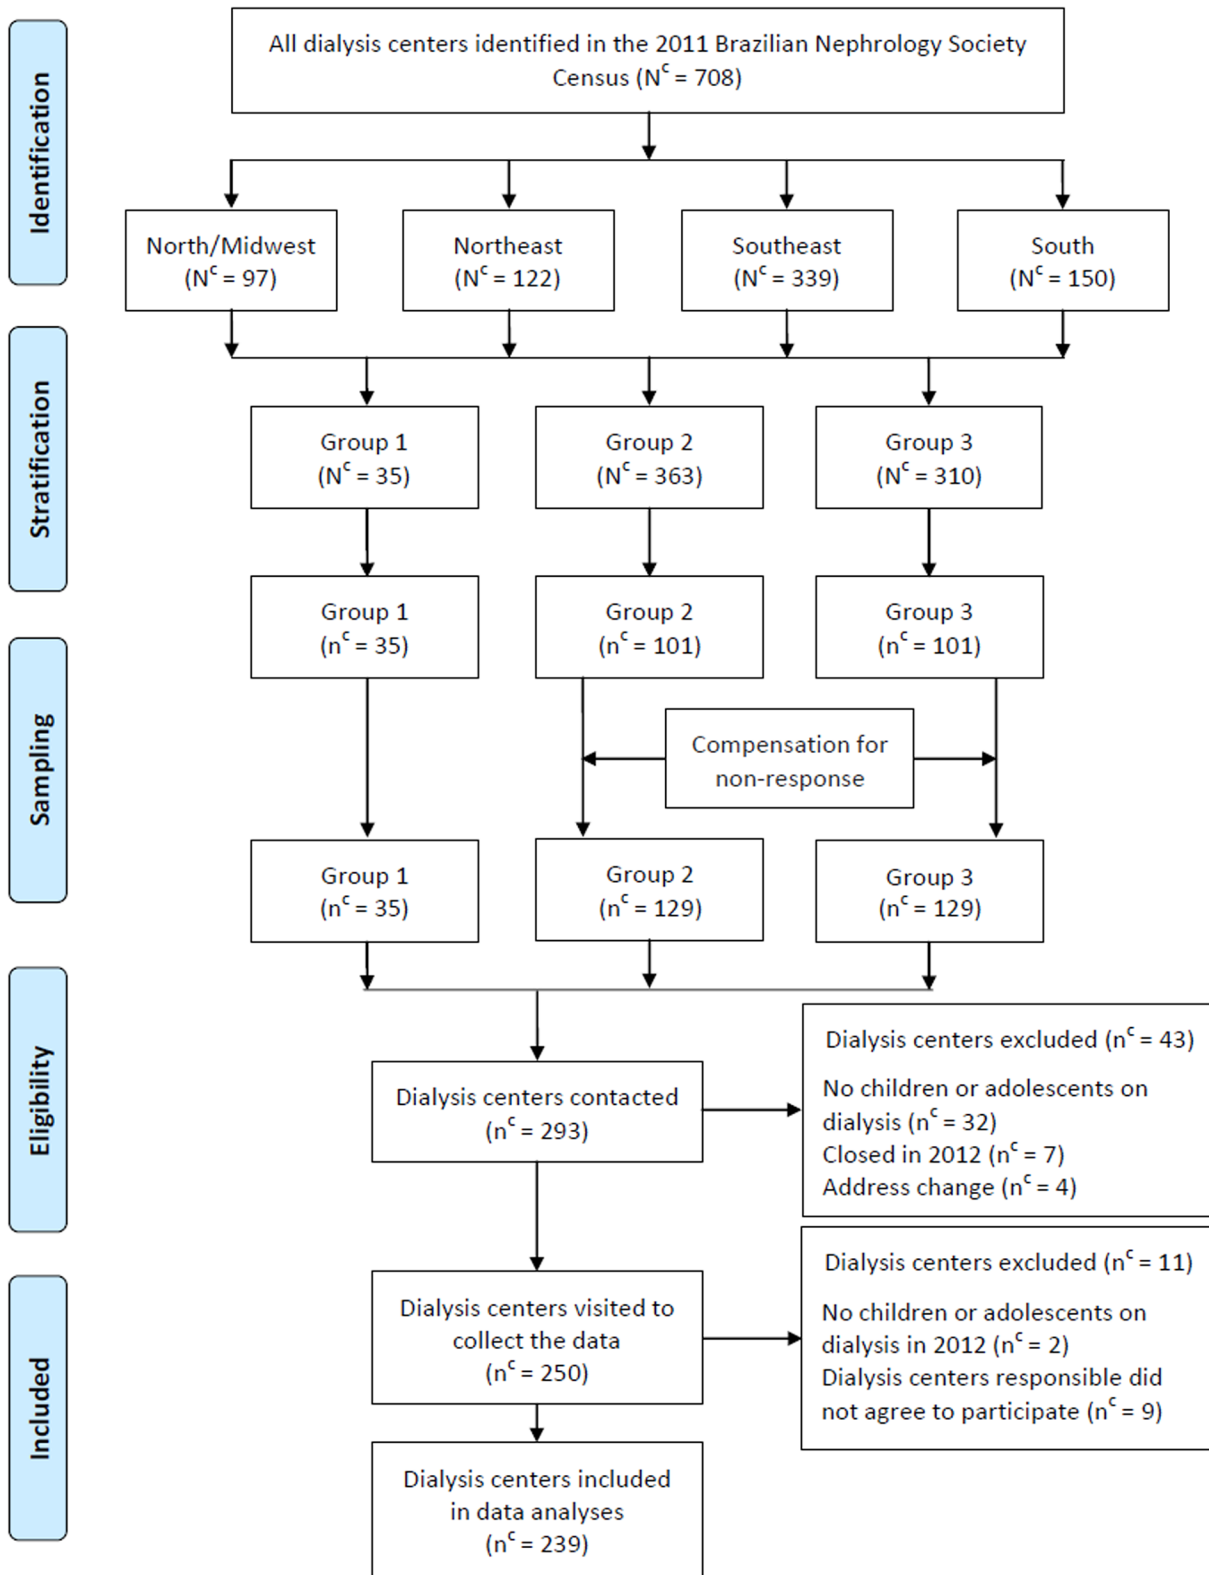 Identification
All dialysis centers identified in the 2011 Brazilian Nephrology Society
Census (Nᶜ = 708)
North/Midwest
(Nᶜ = 97)
Northeast
(Nᶜ = 122)
Southeast
(Nᶜ = 339)
South
(Nᶜ = 150)
Stratification
Group 1
(Nᶜ = 35)
Group 2
(Nᶜ = 363)
Group 3
(Nᶜ = 310)
Group 1
(nᶜ = 35)
Group 2
(nᶜ = 101)
Group 3
(nᶜ = 101)
Sampling
Compensation for
non-response
Group 1
(nᶜ = 35)
Group 2
(nᶜ = 129)
Group 3
(nᶜ = 129)
Eligibility
Dialysis centers contacted
(nᶜ = 293)
Dialysis centers excluded (nᶜ = 43)
No children or adolescents on
dialysis (nᶜ = 32)
Closed in 2012 (nᶜ = 7)
Address change (nᶜ = 4)
Included
Dialysis centers visited to
collect the data
(nᶜ = 250)
Dialysis centers excluded (nᶜ = 11)
No children or adolescents on
dialysis in 2012 (nᶜ = 2)
Dialysis centers responsible did
not agree to participate (nᶜ = 9)
Dialysis centers included
in data analyses
(nᶜ = 239)